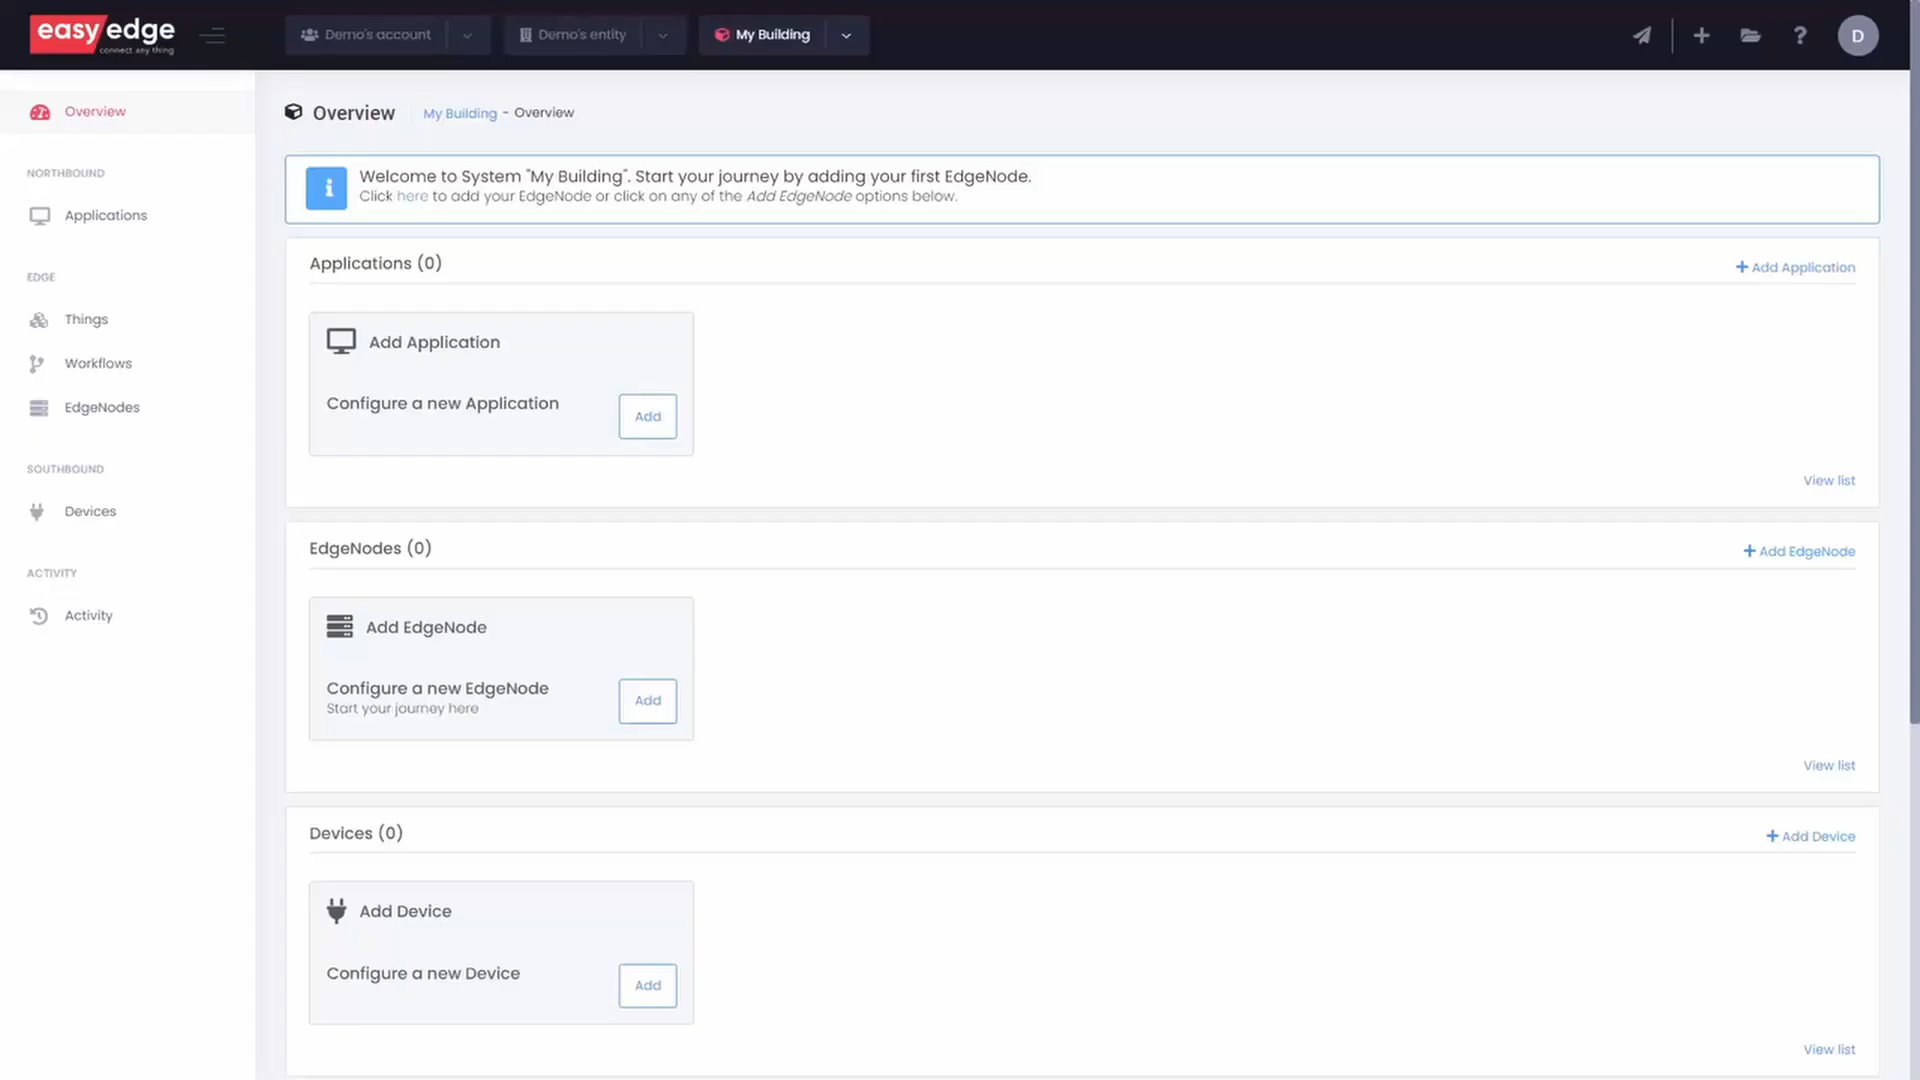 easy edge
connect any thing
Demo's account
Demo's entity
My Building
D
Overview
NORTHBOUND
Applications
EDGE
Things
Workflows
EdgeNodes
SOUTHBOUND
Devices
ACTIVITY
Activity
Overview
My Building - Overview
Welcome to System "My Building". Start your journey by adding your first EdgeNode.
Click here to add your EdgeNode or click on any of the Add EdgeNode options below.
Applications (0)
+ Add Application
Add Application
Configure a new Application
Add
View list
EdgeNodes (0)
+ Add EdgeNode
Add EdgeNode
Configure a new EdgeNode
Start your journey here
Add
View list
Devices (0)
+ Add Device
Add Device
Configure a new Device
Add
View list